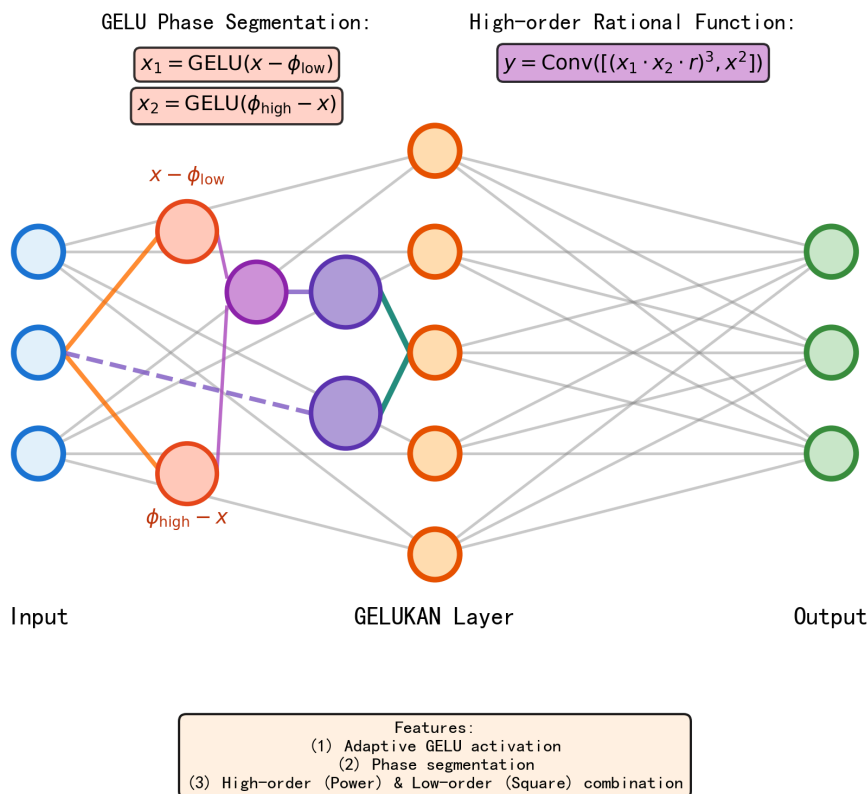 GELU Phase Segmentation:
x₁ = GELU(x − ϕ_low)
x₂ = GELU(ϕ_high − x)
High-order Rational Function:
y = Conv([(x₁ · x₂ · r)³, x²])
x − ϕ_low
ϕ_high − x
Input
GELUKAN Layer
Output
Features:
(1) Adaptive GELU activation
(2) Phase segmentation
(3) High-order (Power) & Low-order (Square) combination